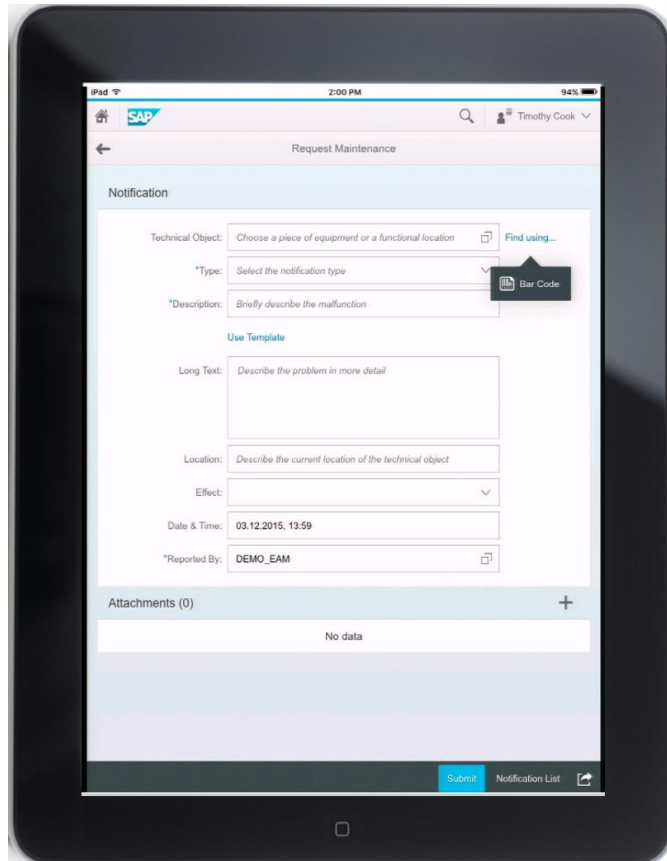 iPad 2:00 PM 94%
SAP Timothy Cook
Request Maintenance
Notification
Technical Object: Choose a piece of equipment or a functional location Find using...
*Type: Select the notification type
Bar Code
*Description: Briefly describe the malfunction
Use Template
Long Text: Describe the problem in more detail
Location: Describe the current location of the technical object
Effect:
Date & Time: 03.12.2015, 13:59
*Reported By: DEMO_EAM
Attachments (0) +
No data
Submit Notification List